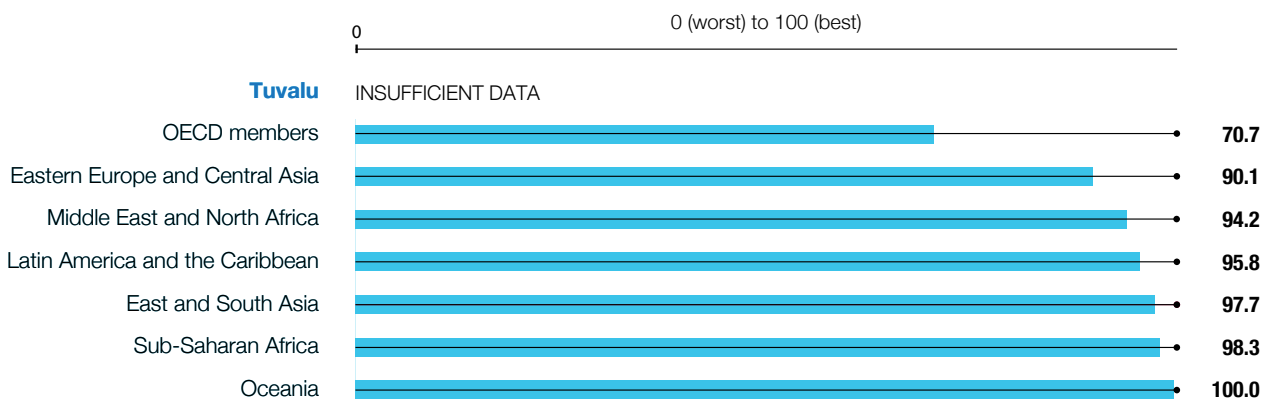 0 (worst) to 100 (best)
0
Tuvalu INSUFFICIENT DATA
OECD members 70.7
Eastern Europe and Central Asia 90.1
Middle East and North Africa 94.2
Latin America and the Caribbean 95.8
East and South Asia 97.7
Sub-Saharan Africa 98.3
Oceania 100.0